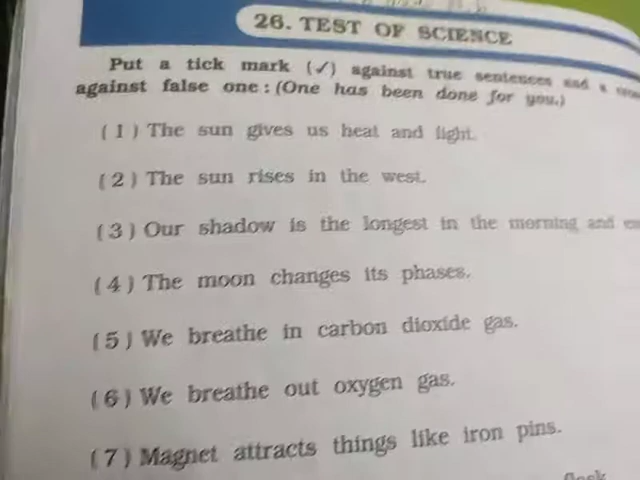 26. TEST OF SCIENCE
Put a tick mark (✓) against true sentences and a
against false one : (One has been done for you.)
(1) The sun gives us heat and light.
(2) The sun rises in the west.
(3) Our shadow is the longest in the morning and
(4) The moon changes its phases.
(5) We breathe in carbon dioxide gas.
(6) We breathe out oxygen gas.
(7) Magnet attracts things like iron pins.